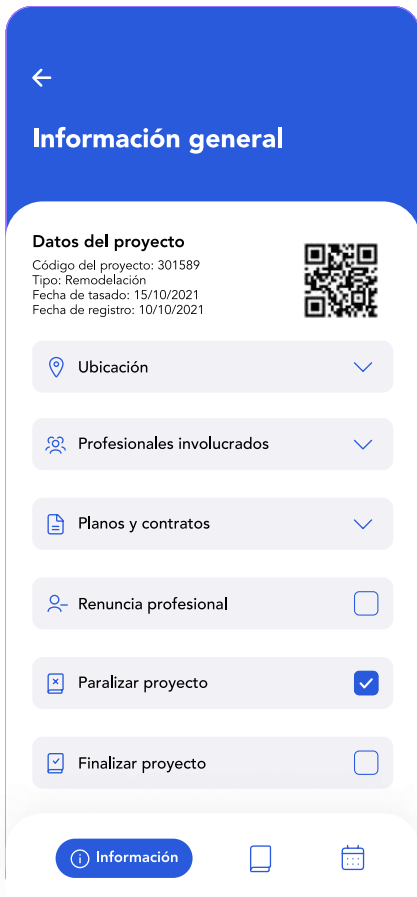 Información general
Datos del proyecto
Código del proyecto: 301589
Tipo: Remodelación
Fecha de tasado: 15/10/2021
Fecha de registro: 10/10/2021
Ubicación
Profesionales involucrados
Planos y contratos
Renuncia profesional
Paralizar proyecto
Finalizar proyecto
Información